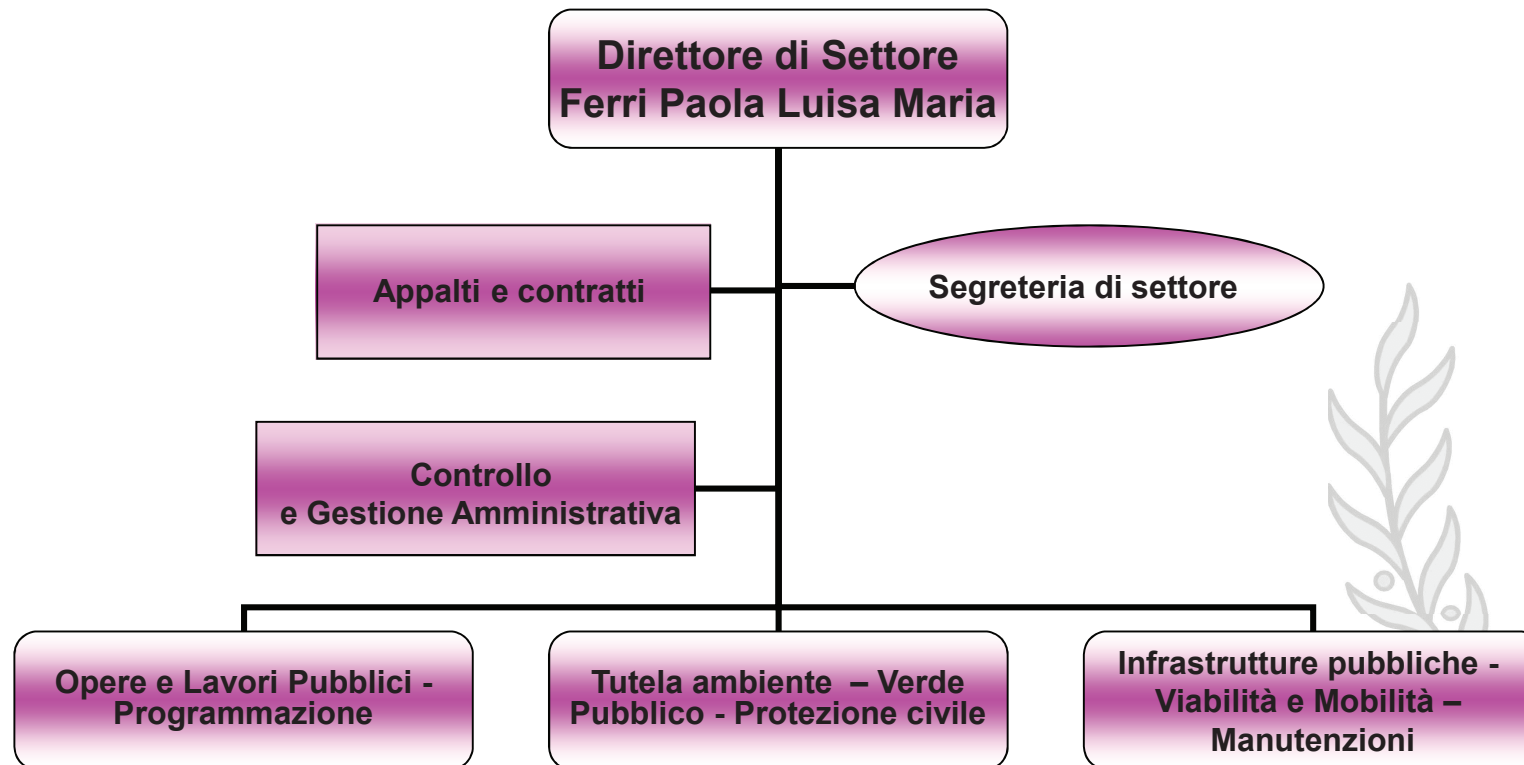 Direttore di Settore
Ferri Paola Luisa Maria
Appalti e contratti
Segreteria di settore
Controllo
e Gestione Amministrativa
Opere e Lavori Pubblici -
Programmazione
Tutela ambiente – Verde
Pubblico - Protezione civile
Infrastrutture pubbliche -
Viabilità e Mobilità –
Manutenzioni